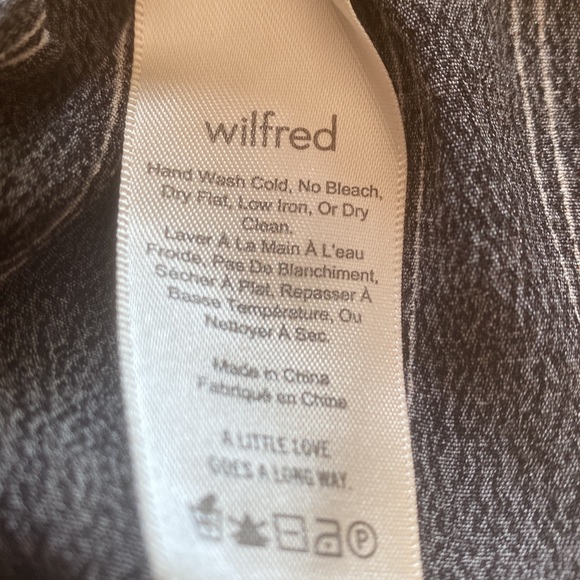 wilfred
Hand Wash Cold, No Bleach,
Dry Flat, Low Iron, Or Dry
Clean.
Laver À La Main À L'eau
Froide, Pas De Blanchiment,
Sécher À Plat, Repasser À
Basse Température, Ou
Nettoyer À Sec.
Made in China
Fabriqué en Chine
A LITTLE LOVE
GOES A LONG WAY.
P